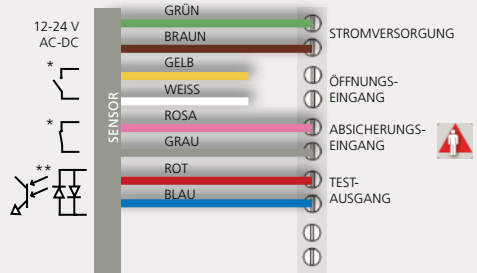 12-24 V
AC-DC
*
*
**
SENSOR
GRÜN
BRAUN
GELB
WEISS
ROSA
GRAU
ROT
BLAU
STROMVERSORGUNG
ÖFFNUNGS-
EINGANG
ABSICHERUNGS-
EINGANG
TEST-
AUSGANG